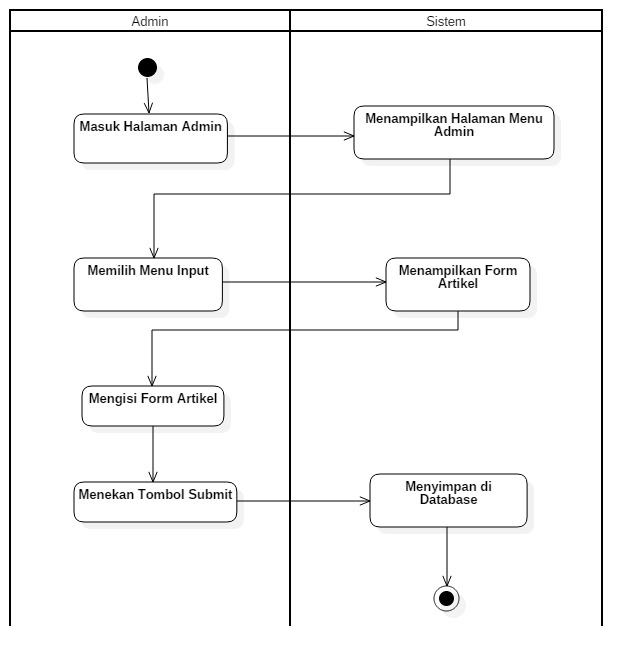 Admin
Sistem
Masuk Halaman Admin
Menampilkan Halaman Menu
Admin
Memilih Menu Input
Menampilkan Form
Artikel
Mengisi Form Artikel
Menekan Tombol Submit
Menyimpan di
Database